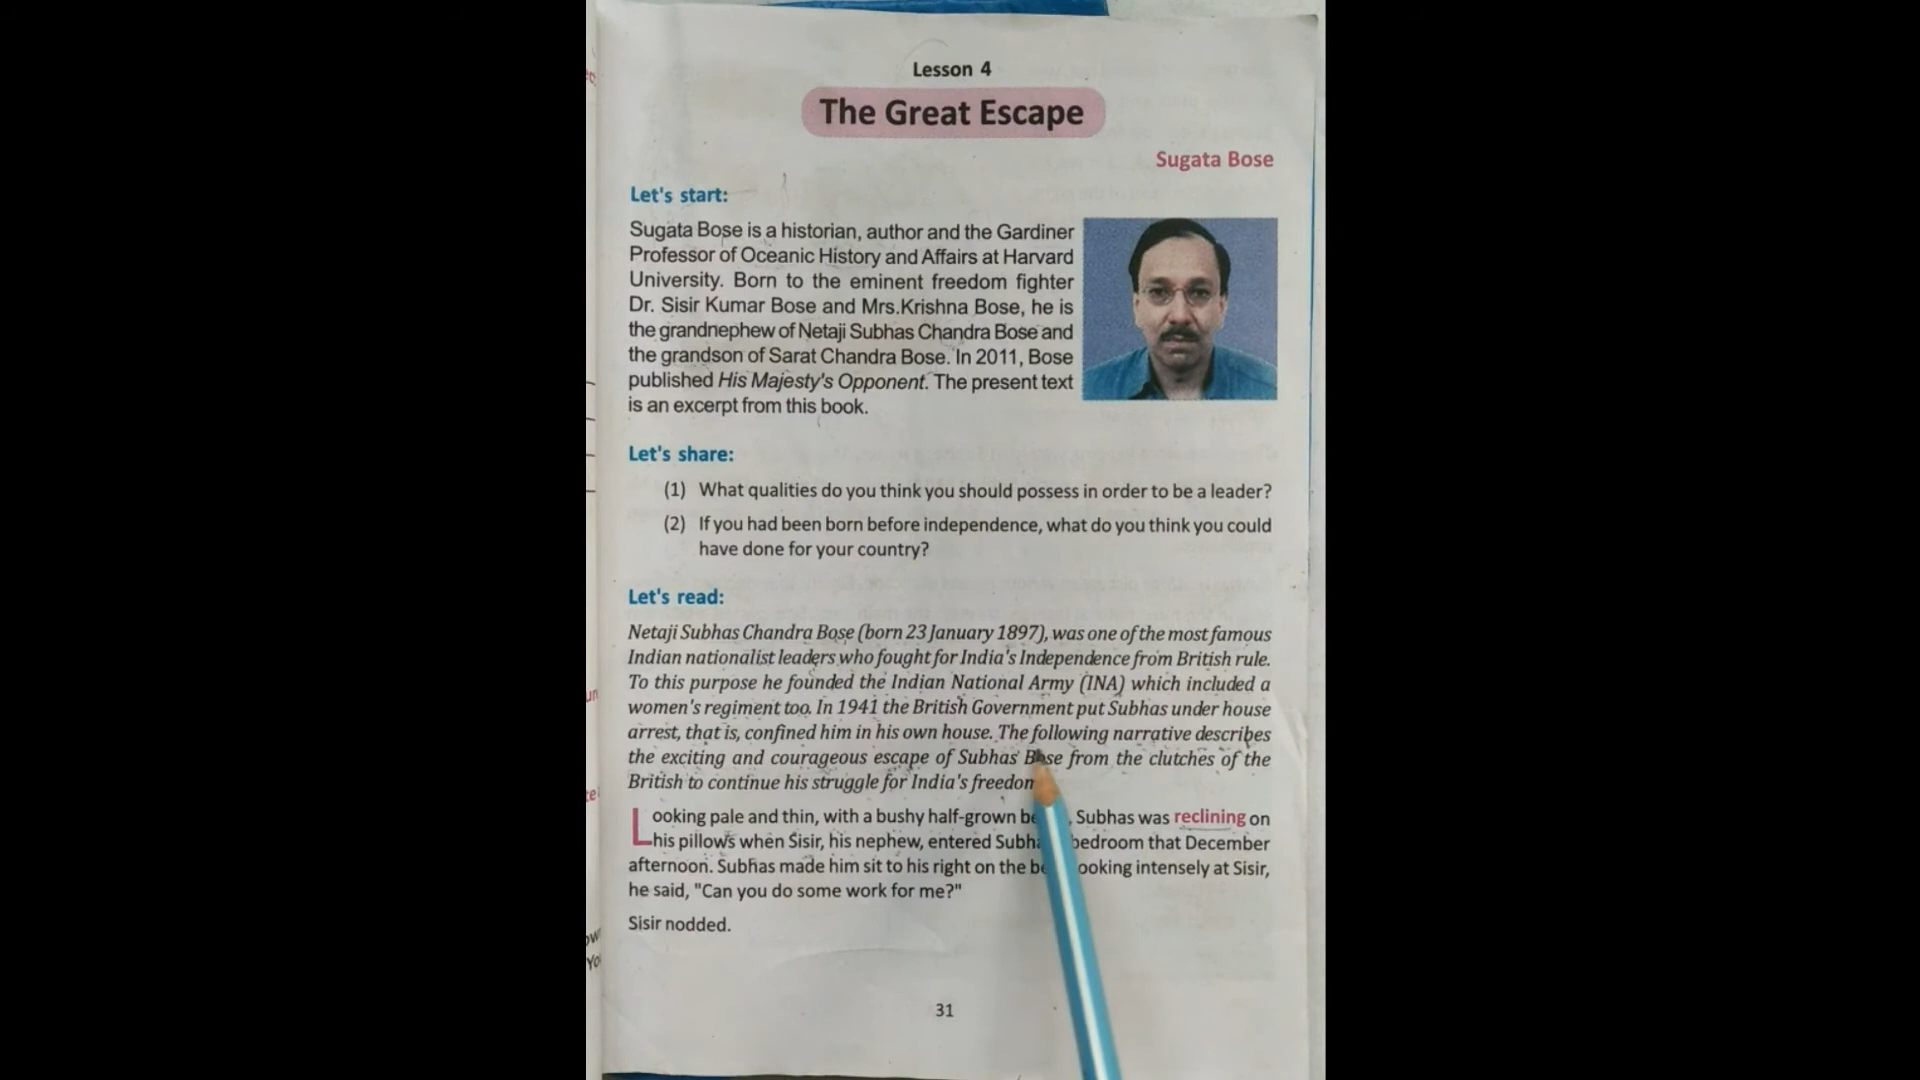 Lesson 4
The Great Escape
Sugata Bose
Let's start:
Sugata Bose is a historian, author and the Gardiner
Professor of Oceanic History and Affairs at Harvard
University. Born to the eminent freedom fighter
Dr. Sisir Kumar Bose and Mrs.Krishna Bose, he is
the grandnephew of Netaji Subhas Chandra Bose and
the grandson of Sarat Chandra Bose. In 2011, Bose
published His Majesty's Opponent. The present text
is an excerpt from this book.
Let's share:
(1) What qualities do you think you should possess in order to be a leader?
(2) If you had been born before independence, what do you think you could
have done for your country?
Let's read:
Netaji Subhas Chandra Bose (born 23 January 1897), was one of the most famous
Indian nationalist leaders who fought for India's Independence from British rule.
To this purpose he founded the Indian National Army (INA) which included a
women's regiment too. In 1941 the British Government put Subhas under house
arrest, that is, confined him in his own house. The following narrative describes
the exciting and courageous escape of Subhas Bose from the clutches of the
British to continue his struggle for India's freedom
Looking pale and thin, with a bushy half-grown , Subhas was reclining on
his pillows when Sisir, his nephew, entered bedroom that December
afternoon. Subhas made him sit to his right on the intensely at Sisir,
he said, "Can you do some work for me?"
Sisir nodded.
31